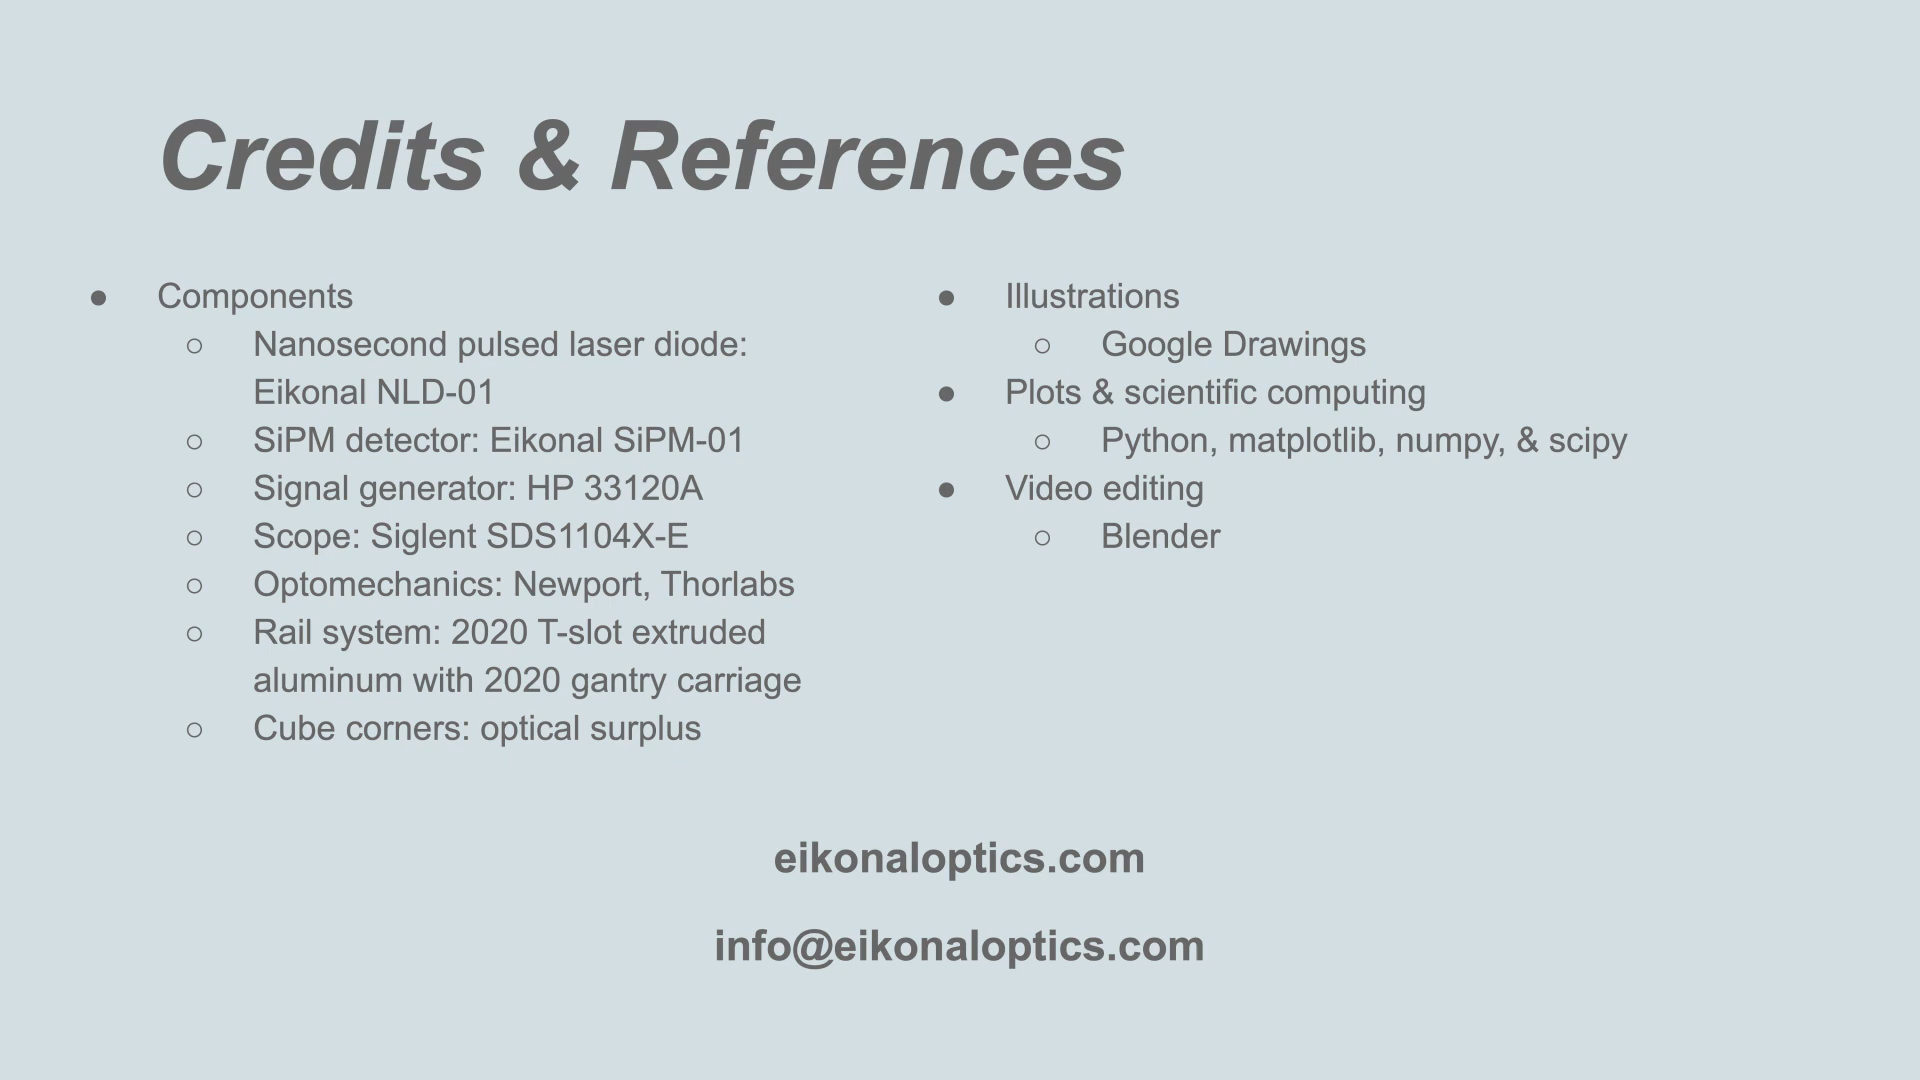 Credits & References
● Components
○ Nanosecond pulsed laser diode:
Eikonal NLD-01
○ SiPM detector: Eikonal SiPM-01
○ Signal generator: HP 33120A
○ Scope: Siglent SDS1104X-E
○ Optomechanics: Newport, Thorlabs
○ Rail system: 2020 T-slot extruded
aluminum with 2020 gantry carriage
○ Cube corners: optical surplus
● Illustrations
○ Google Drawings
● Plots & scientific computing
○ Python, matplotlib, numpy, & scipy
● Video editing
○ Blender
eikonaloptics.com
info@eikonaloptics.com